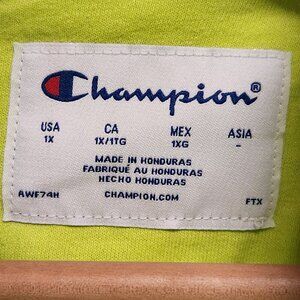 Champion®
USA CA MEX ASIA
1X 1X/1TG 1XG -
MADE IN HONDURAS
FABRIQUÉ AU HONDURAS
HECHO HONDURAS
AWF74H CHAMPION.COM FTX